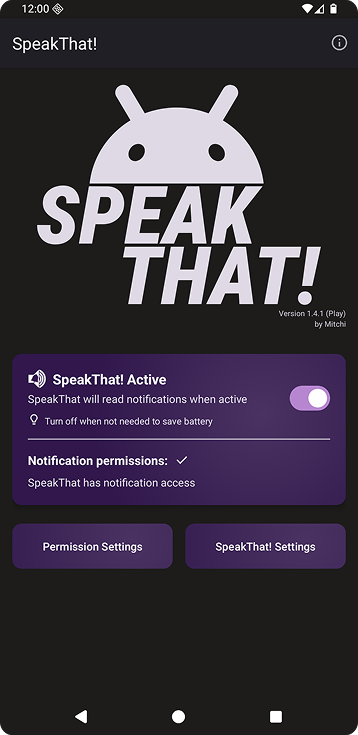 12:00
SpeakThat!
SPEAK
THAT!
Version 1.4.1 (Play)
by Mitchi
SpeakThat! Active
SpeakThat will read notifications when active
Turn off when not needed to save battery
Notification permissions:
SpeakThat has notification access
Permission Settings
SpeakThat! Settings